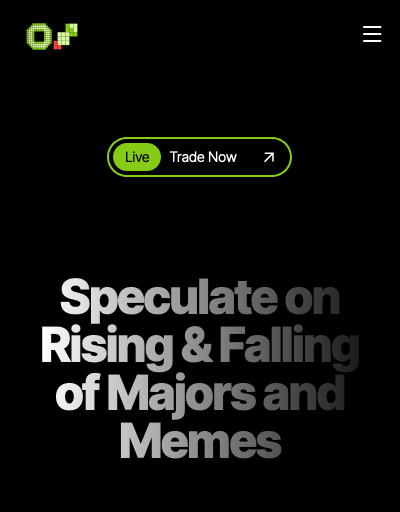 Live Trade Now
Speculate on
Rising & Falling
of Majors and
Memes